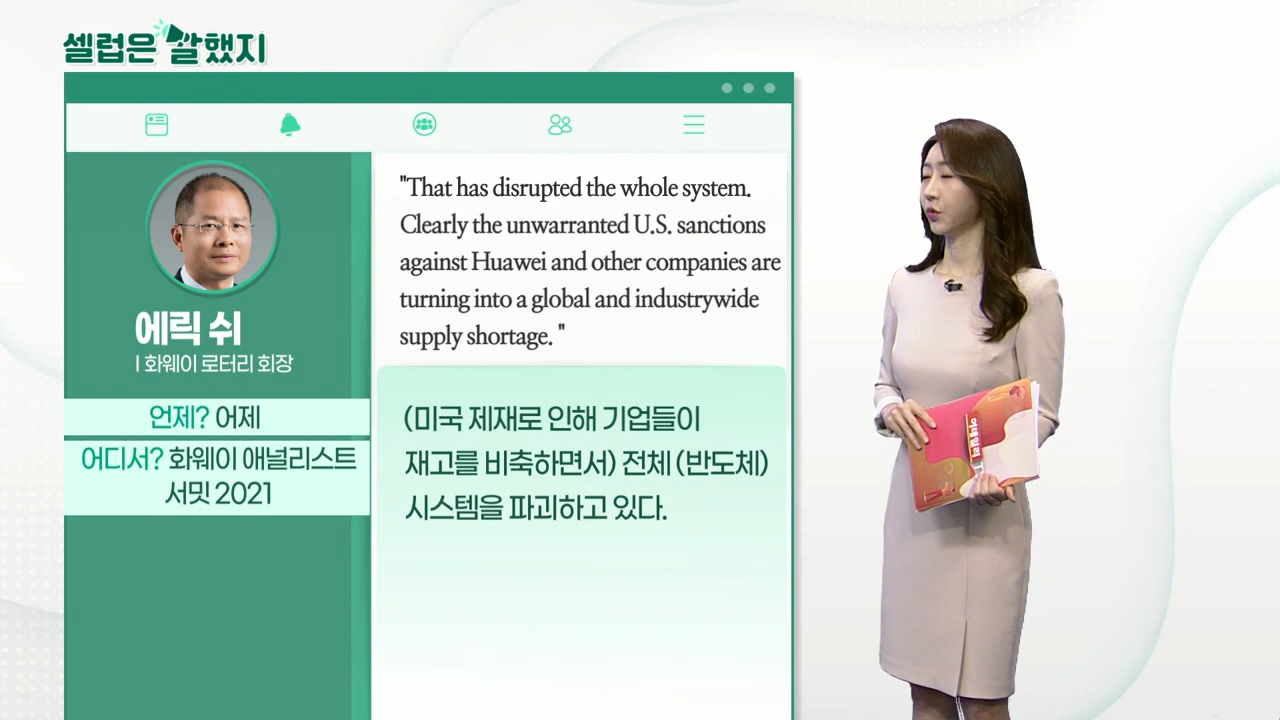 셀럽은 말했지
"That has disrupted the whole system.
Clearly the unwarranted U.S. sanctions
against Huawei and other companies are
turning into a global and industrywide
supply shortage. "
에릭 쉬
I 화웨이 로터리 회장
언제? 어제
어디서? 화웨이 애널리스트
서밋 2021
(미국 제재로 인해 기업들이
재고를 비축하면서) 전체 (반도체)
시스템을 파괴하고 있다.